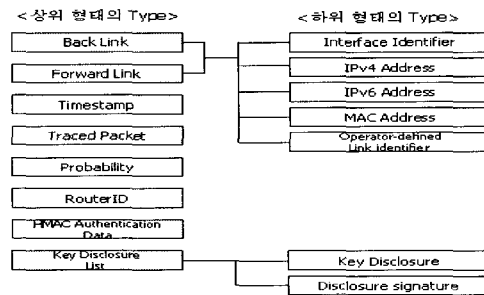 <상위 형태의 Type>
<하위 형태의 Type>
Back Link
Forward Link
Timestamp
Traced Packet
Probability
RouterID
HMAC Authentication
Data
Key Disclosure
List
Interface Identifier
IPv4 Address
IPv6 Address
MAC Address
Operator-defined
Link identifier
Key Disclosure
Disclosure signature